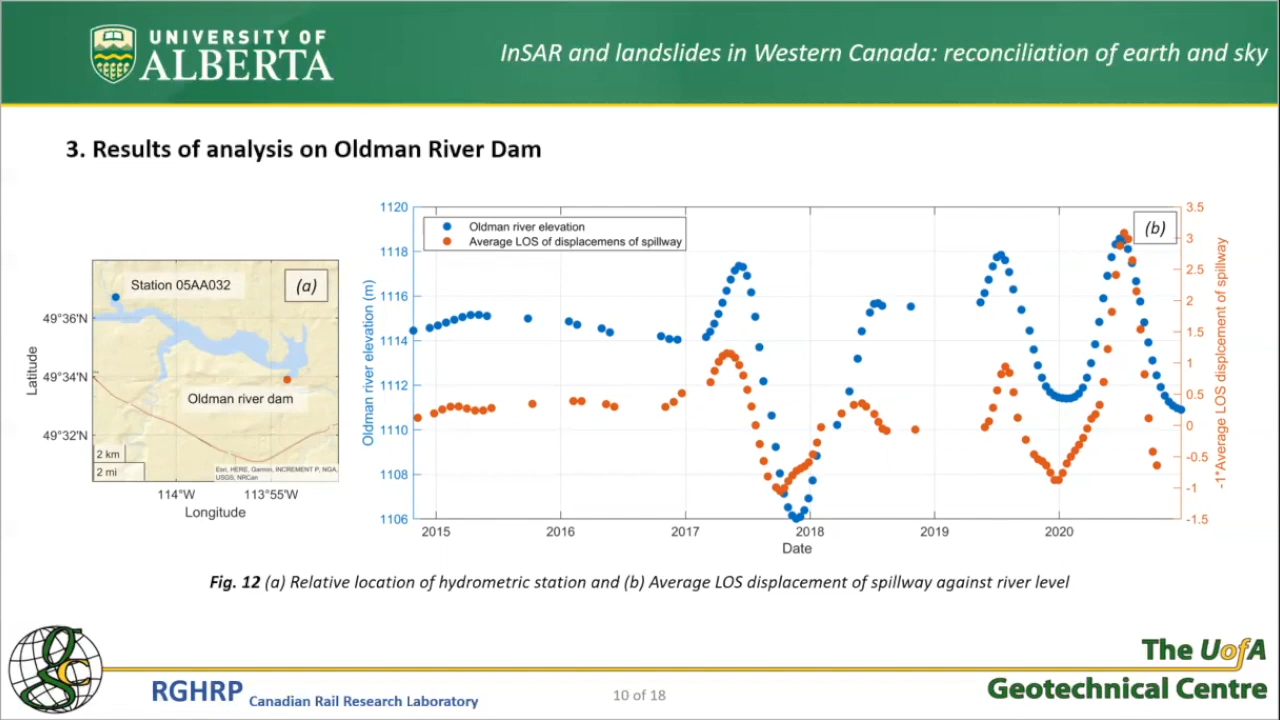 UNIVERSITY OF
ALBERTA
InSAR and landslides in Western Canada: reconciliation of earth and sky
3. Results of analysis on Oldman River Dam
Station 05AA032
(a)
49°36'N
49°34'N
49°32'N
Latitude
Oldman river dam
2 km
2 mi
Esri, HERE, Garmin, INCREMENT P, NGA,
USGS, NRCan
114°W
113°55'W
Longitude
Oldman river elevation
Average LOS of displacemens of spillway
(b)
1120
1118
1116
1114
1112
1110
1108
1106
Oldman river elevation (m)
3.5
3
2.5
2
1.5
1
0.5
0
-0.5
-1
-1.5
-1*Average LOS displcement of spillway
2015
2016
2017
2018
2019
2020
Date
Fig. 12 (a) Relative location of hydrometric station and (b) Average LOS displacement of spillway against river level
gc
RGHRP Canadian Rail Research Laboratory
10 of 18
The UofA
Geotechnical Centre